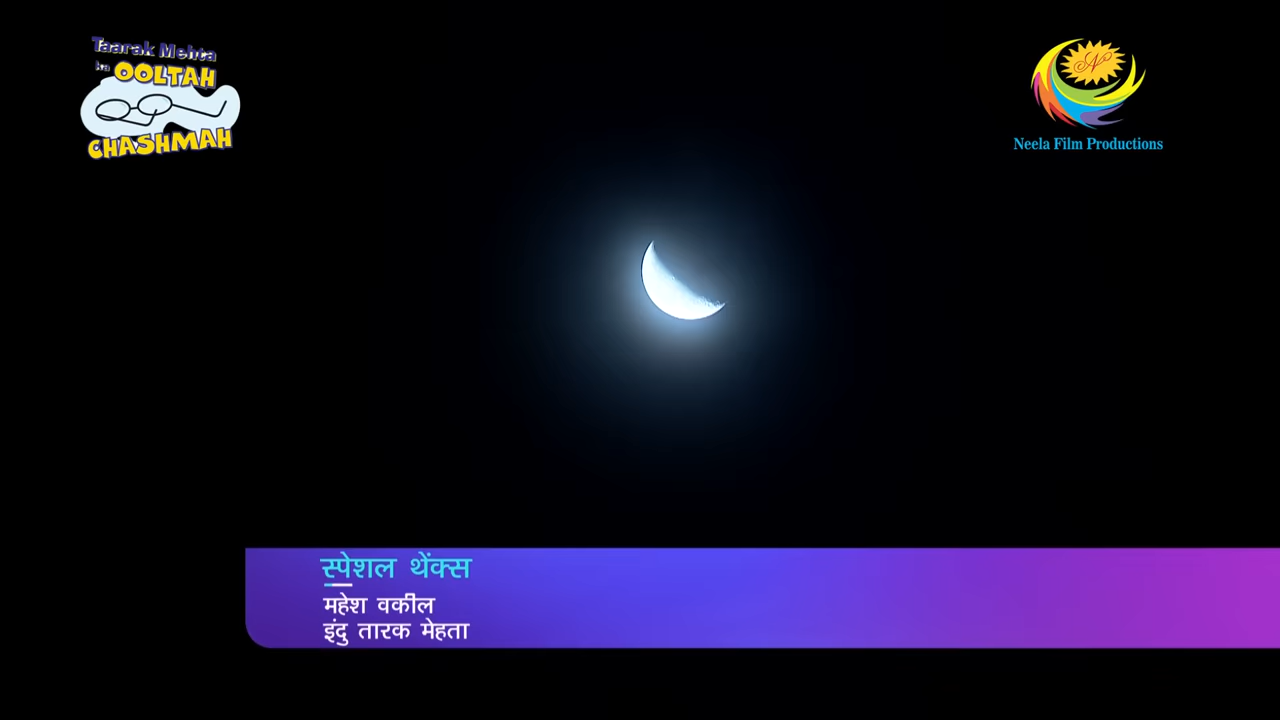 Taarak Mehta
ka OOLTAH
CHASHMAH
Neela Film Productions
स्पेशल थेंक्स
महेश वकील
इंदु तारक मेहता